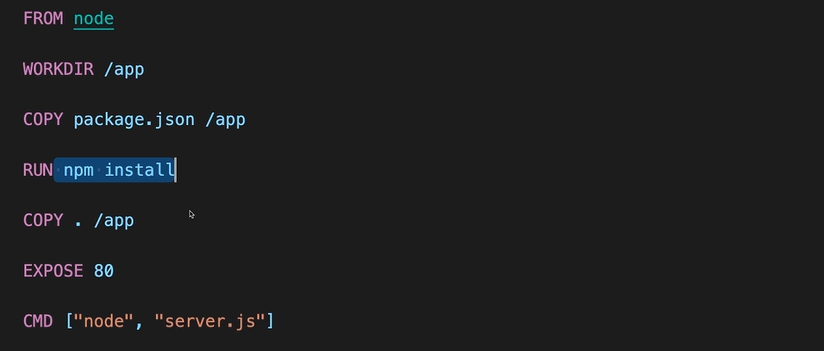 FROM node
WORKDIR /app
COPY package.json /app
RUN npm install
COPY . /app
EXPOSE 80
CMD ["node", "server.js"]